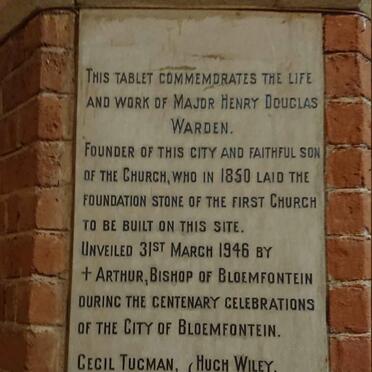 THIS TABLET COMMEMORATES THE LIFE
AND WORK OF MAJOR HENRY DOUGLAS
WARDEN.
FOUNDER OF THIS CITY AND FAITHFUL SON
OF THE CHURCH, WHO IN 1850 LAID THE
FOUNDATION STONE OF THE FIRST CHURCH
TO BE BUILT ON THIS SITE.
UNVEILED 31ST MARCH 1946 BY
+ ARTHUR, BISHOP OF BLOEMFONTEIN
DURING THE CENTENARY CELEBRATIONS
OF THE CITY OF BLOEMFONTEIN.
CECIL TUGMAN, (HUGH WILEY,